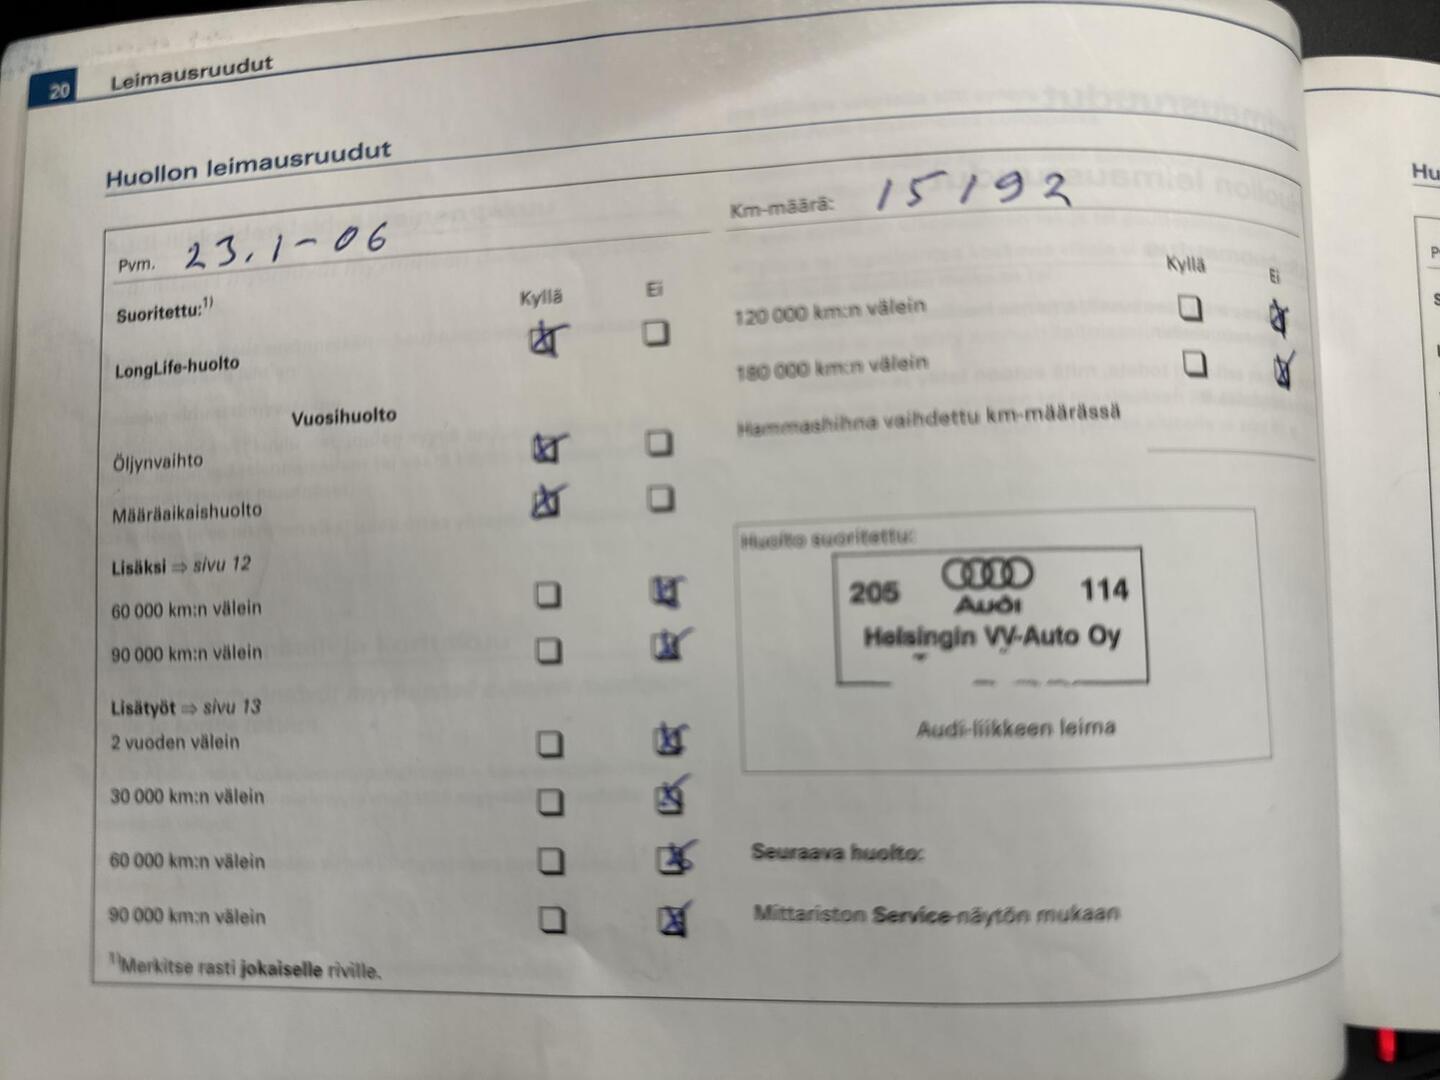 20 Leimausruudut
Huollon leimausruudut
Pvm. 23.1-06
Suoritettu:1) Kyllä Ei
LongLife-huolto
Vuosihuolto
Öljynvaihto
Määräaikaishuolto
Lisäksi ⇒ sivu 12
60 000 km:n välein
90 000 km:n välein
Lisätyöt ⇒ sivu 13
2 vuoden välein
30 000 km:n välein
60 000 km:n välein
90 000 km:n välein
1)Merkitse rasti jokaiselle riville.
Km-määrä: 15192
Kyllä Ei
120 000 km:n välein
180 000 km:n välein
Hammashihna vaihdettu km-määrässä
Huolto suoritettu:
205 Audi 114
Helsingin VV-Auto Oy
Audi-liikkeen leima
Seuraava huolto:
Mittariston Service-näytön mukaan
Hu